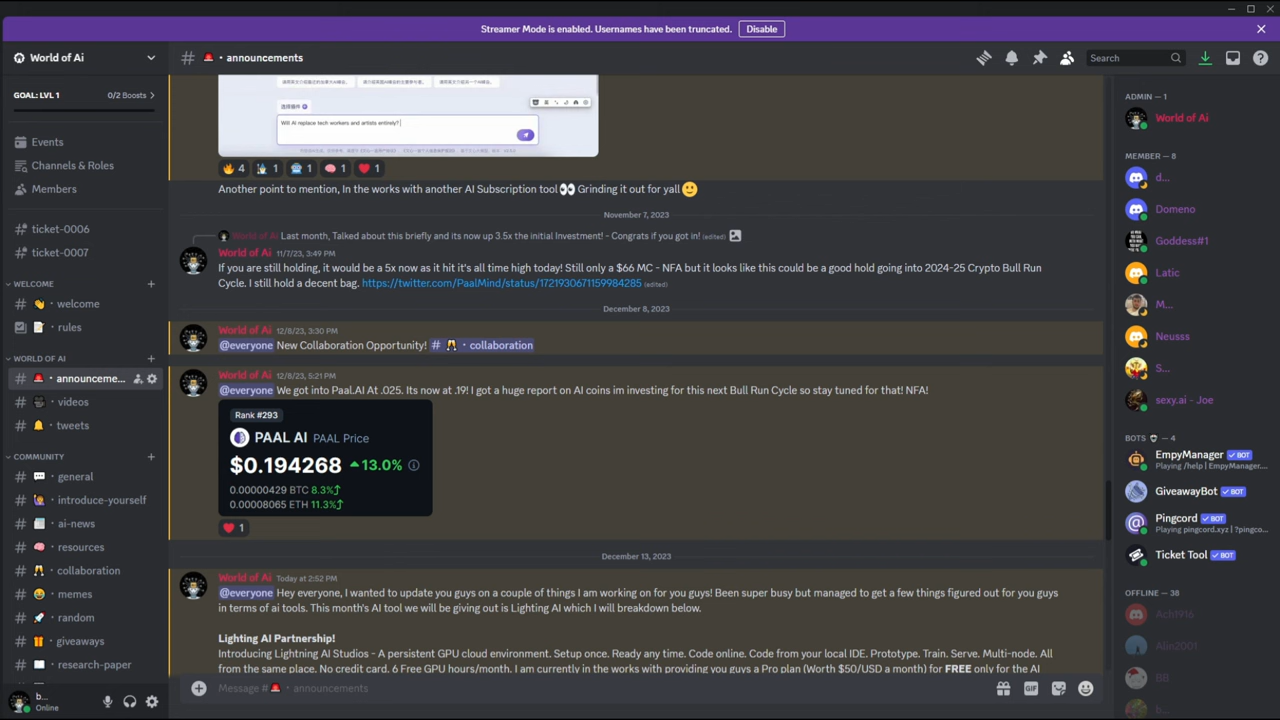 Streamer Mode is enabled. Usernames have been truncated. Disable
World of Ai
GOAL: LVL 1 0/2 Boosts
Events
Channels & Roles
Members
ticket-0006
ticket-0007
WELCOME
welcome
rules
WORLD OF AI
announceme...
videos
tweets
COMMUNITY
general
introduce-yourself
ai-news
resources
collaboration
memes
random
giveaways
research-paper
b...
Online
announcements
Search
Will AI replace tech workers and artists entirely?
4 1 1 1 1
Another point to mention, In the works with another AI Subscription tool 👀 Grinding it out for yall 🙂
November 7, 2023
World of Ai Last month, Talked about this briefly and its now up 3.5x the initial Investment! - Congrats if you got in! (edited)
World of Ai 11/7/23, 3:49 PM
If you are still holding, it would be a 5x now as it hit it's all time high today! Still only a $66 MC - NFA but it looks like this could be a good hold going into 2024-25 Crypto Bull Run
Cycle. I still hold a decent bag. https://twitter.com/PaalMind/status/1721930671159984285 (edited)
December 8, 2023
World of Ai 12/8/23, 3:30 PM
@everyone New Collaboration Opportunity! # collaboration
World of Ai 12/8/23, 5:21 PM
@everyone We got into Paal.AI At .025. Its now at .19! I got a huge report on AI coins im investing for this next Bull Run Cycle so stay tuned for that! NFA!
Rank #293
PAAL AI PAAL Price
$0.194268 13.0%
0.00000429 BTC 8.3%
0.00008065 ETH 11.3%
1
December 13, 2023
World of Ai Today at 2:52 PM
@everyone Hey everyone, I wanted to update you guys on a couple of things I am working on for you guys! Been super busy but managed to get a few things figured out for you guys
in terms of ai tools. This month's AI tool we will be giving out is Lighting AI which I will breakdown below.
Lighting AI Partnership!
Introducing Lightning AI Studios - A persistent GPU cloud environment. Setup once. Ready any time. Code online. Code from your local IDE. Prototype. Train. Serve. Multi-node. All
from the same place. No credit card. 6 Free GPU hours/month. I am currently in the works with providing you guys a Pro plan (Worth $50/USD a month) for FREE only for the AI
Message # announcements
GIF
ADMIN — 1
World of Ai
MEMBER — 8
d...
Domeno
Goddess#1
Latic
M...
Neusss
S...
sexy.ai - Joe
BOTS — 4
EmpyManager BOT
Playing /help | EmpyManager...
GiveawayBot BOT
Pingcord BOT
Playing pingcord.xyz | ?pingco...
Ticket Tool BOT
OFFLINE — 38
Ach1916
Alin2001
BB
b...